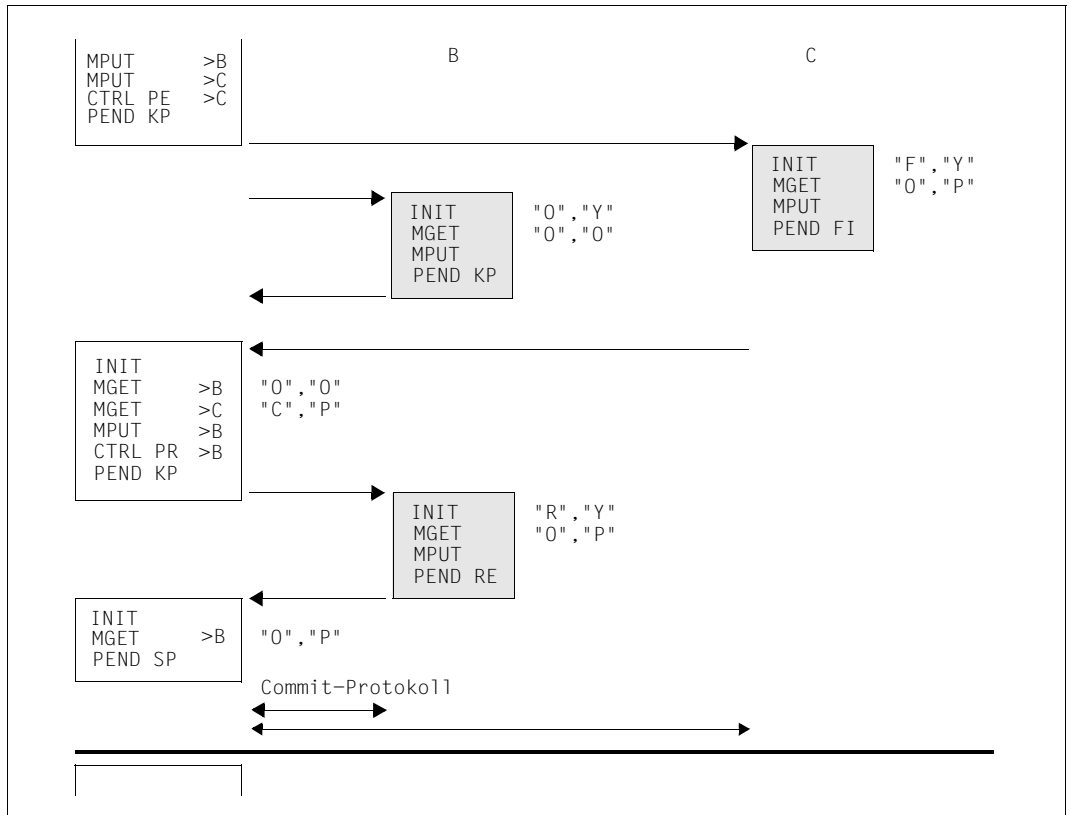 B
C
MPUT >B
MPUT >C
CTRL PE >C
PEND KP
INIT "F","Y"
MGET "O","P"
MPUT
PEND FI
INIT "O","Y"
MGET "O","O"
MPUT
PEND KP
INIT
MGET >B "O","O"
MGET >C "C","P"
MPUT >B
CTRL PR >B
PEND KP
INIT "R","Y"
MGET "O","P"
MPUT
PEND RE
INIT
MGET >B "O","P"
PEND SP
Commit-Protokoll